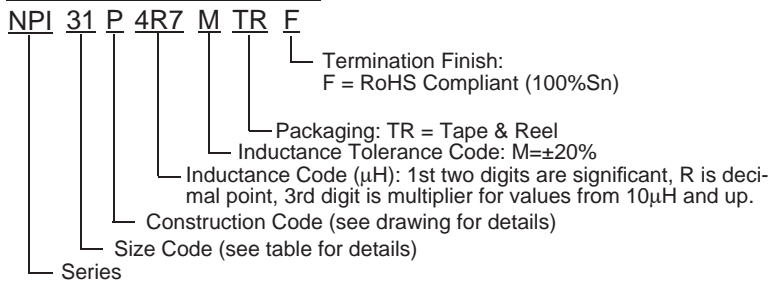 NPI 31 P 4R7 M TR F
Termination Finish:
F = RoHS Compliant (100%Sn)
Packaging: TR = Tape & Reel
Inductance Tolerance Code: M=±20%
Inductance Code (μH): 1st two digits are significant, R is deci-
mal point, 3rd digit is multiplier for values from 10μH and up.
Construction Code (see drawing for details)
Size Code (see table for details)
Series